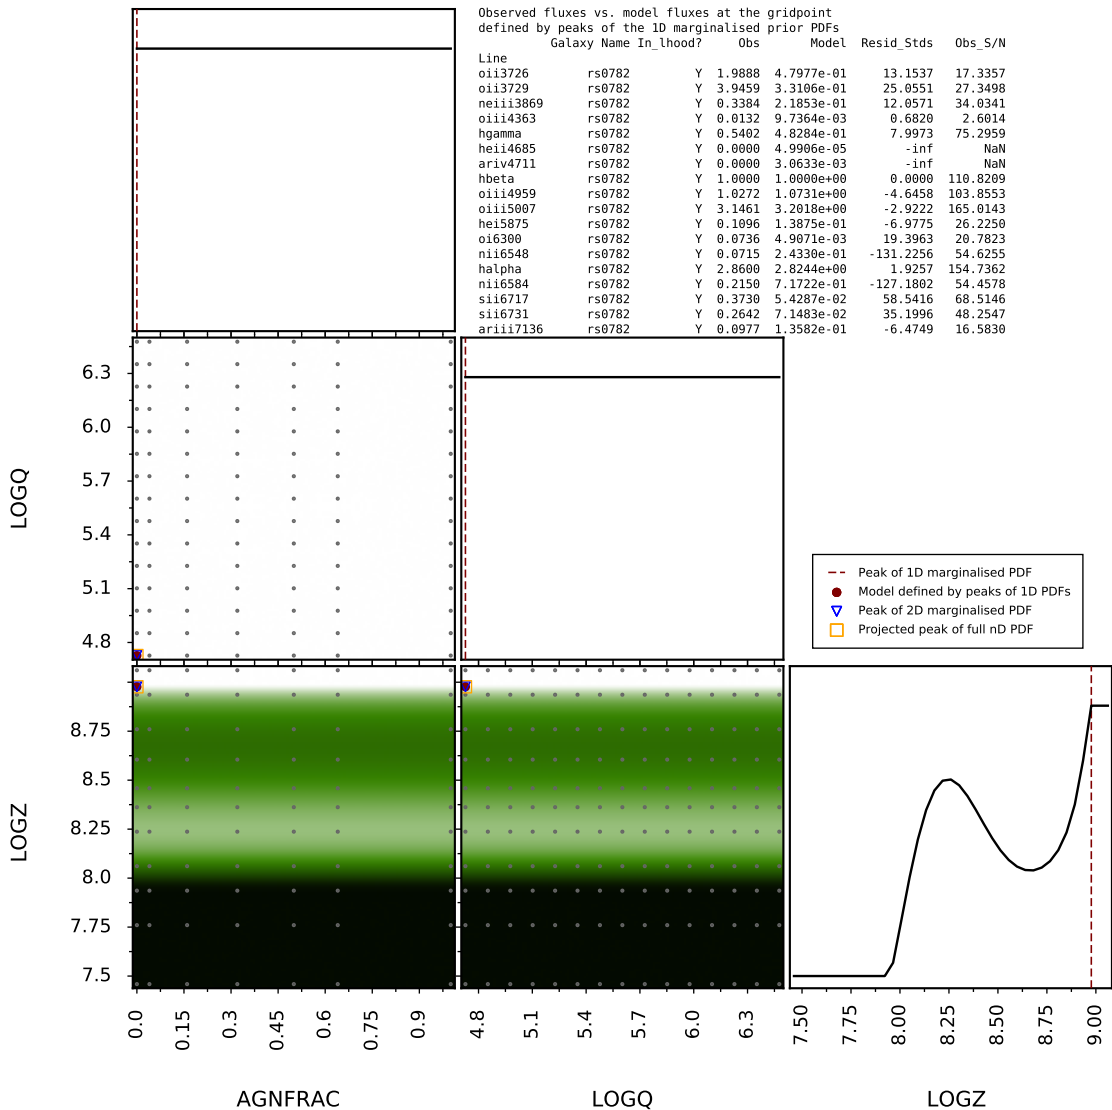 Observed fluxes vs. model fluxes at the gridpoint
defined by peaks of the 1D marginalised prior PDFs
Galaxy Name In_lhood? Obs Model Resid_Stds Obs_S/N
Line
oii3726 rs0782 Y 1.9888 4.7977e-01 13.1537 17.3357
oii3729 rs0782 Y 3.9459 3.3106e-01 25.0551 27.3498
neiii3869 rs0782 Y 0.3384 2.1853e-01 12.0571 34.0341
oiii4363 rs0782 Y 0.0132 9.7364e-03 0.6820 2.6014
hgamma rs0782 Y 0.5402 4.8284e-01 7.9973 75.2959
heii4685 rs0782 Y 0.0000 4.9906e-05 -inf NaN
ariv4711 rs0782 Y 0.0000 3.0633e-03 -inf NaN
hbeta rs0782 Y 1.0000 1.0000e+00 0.0000 110.8209
oiii4959 rs0782 Y 1.0272 1.0731e+00 -4.6458 103.8553
oiii5007 rs0782 Y 3.1461 3.2018e+00 -2.9222 165.0143
hei5875 rs0782 Y 0.1096 1.3875e-01 -6.9775 26.2250
oi6300 rs0782 Y 0.0736 4.9071e-03 19.3963 20.7823
nii6548 rs0782 Y 0.0715 2.4330e-01 -131.2256 54.6255
halpha rs0782 Y 2.8600 2.8244e+00 1.9257 154.7362
nii6584 rs0782 Y 0.2150 7.1722e-01 -127.1802 54.4578
sii6717 rs0782 Y 0.3730 5.4287e-02 58.5416 68.5146
sii6731 rs0782 Y 0.2642 7.1483e-02 35.1996 48.2547
ariii7136 rs0782 Y 0.0977 1.3582e-01 -6.4749 16.5830
6.3
6.0
5.7
5.4
5.1
4.8
LOGQ
Peak of 1D marginalised PDF
Model defined by peaks of 1D PDFs
Peak of 2D marginalised PDF
Projected peak of full nD PDF
8.75
8.5
8.25
8.0
7.75
7.5
LOGZ
0.0 0.15 0.3 0.45 0.6 0.75 0.9
4.8 5.1 5.4 5.7 6.0 6.3
7.50 7.75 8.00 8.25 8.50 8.75 9.00
AGNFRAC LOGQ LOGZ